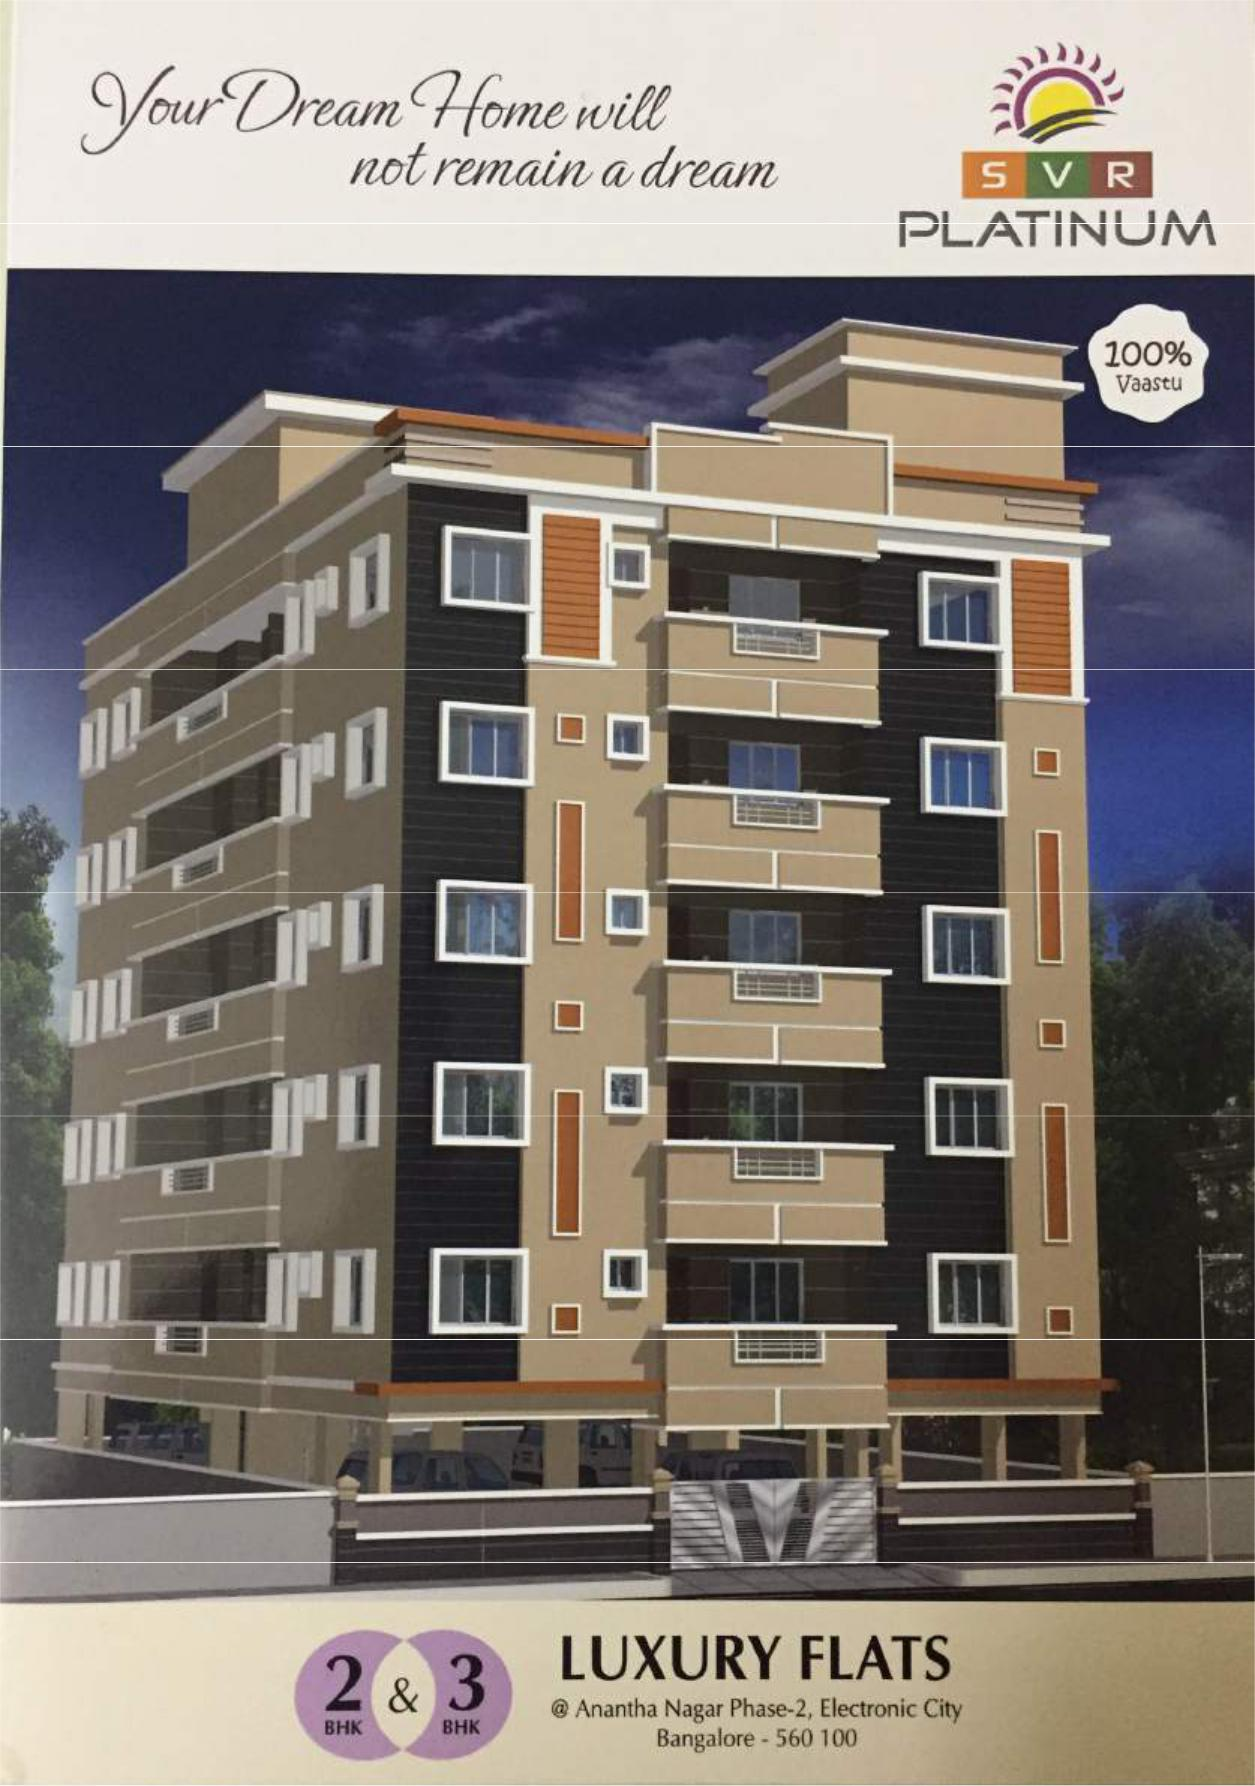 Your Dream Home will
not remain a dream
S V R
PLATINUM
100%
Vaastu
2 & 3
BHK BHK
LUXURY FLATS
@ Anantha Nagar Phase-2, Electronic City
Bangalore - 560 100